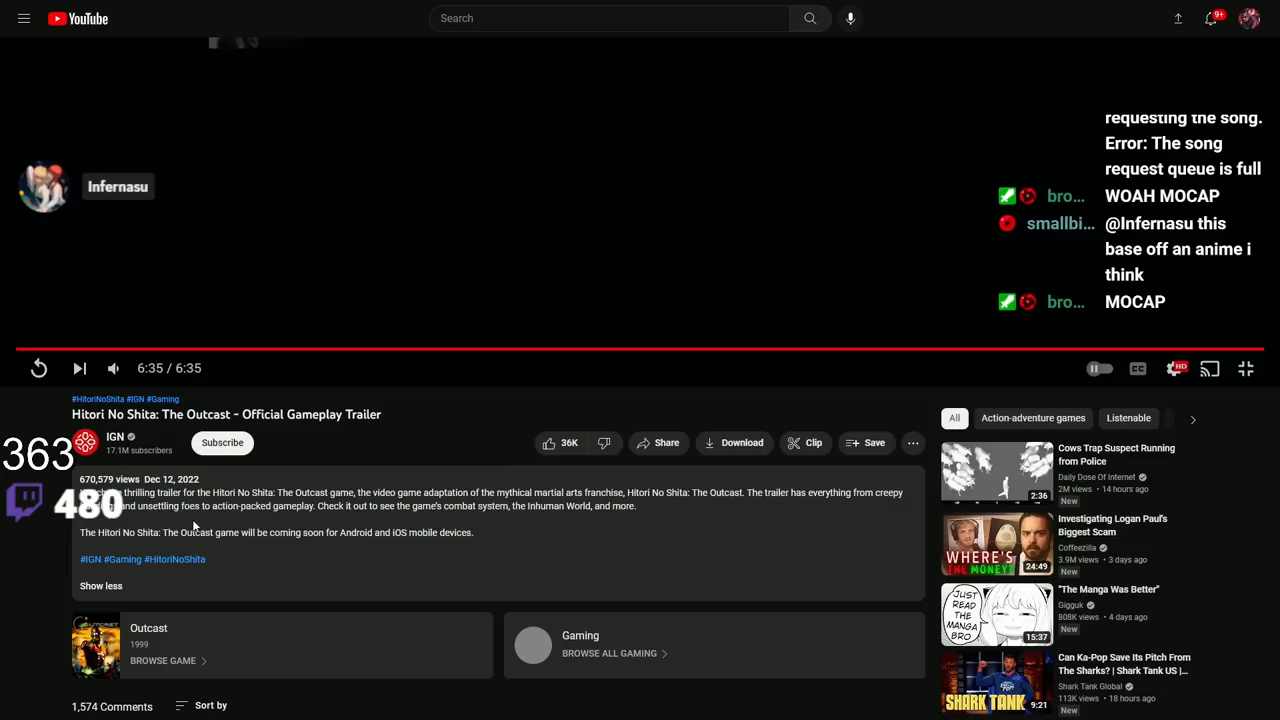 YouTube
Search
9+
requesting the song.
Error: The song
request queue is full
bro... WOAH MOCAP
smallbi... @Infernasu this
base off an anime i
think
bro... MOCAP
Infernasu
6:35 / 6:35
CC
HD
#HitoriNoShita #IGN #Gaming
Hitori No Shita: The Outcast - Official Gameplay Trailer
IGN
17.1M subscribers
Subscribe
36K
Share
Download
Clip
Save
363
480
670,579 views Dec 12, 2022
thrilling trailer for the Hitori No Shita: The Outcast game, the video game adaptation of the mythical martial arts franchise, Hitori No Shita: The Outcast. The trailer has everything from creepy
and unsettling foes to action-packed gameplay. Check it out to see the game's combat system, the Inhuman World, and more.
The Hitori No Shita: The Outcast game will be coming soon for Android and iOS mobile devices.
#IGN #Gaming #HitoriNoShita
Show less
Outcast
1999
BROWSE GAME
Gaming
BROWSE ALL GAMING
1,574 Comments
Sort by
All
Action-adventure games
Listenable
2:36
Cows Trap Suspect Running
from Police
Daily Dose Of Internet
2M views • 14 hours ago
New
WHERE'S
THE MONEY?
24:49
Investigating Logan Paul's
Biggest Scam
Coffeezilla
3.9M views • 3 days ago
New
JUST
READ
THE
MANGA
BRO
15:37
"The Manga Was Better"
Gigguk
808K views • 4 days ago
New
SHARK TANK
9:21
Can Ka-Pop Save Its Pitch From
The Sharks? | Shark Tank US |...
Shark Tank Global
113K views • 18 hours ago
New